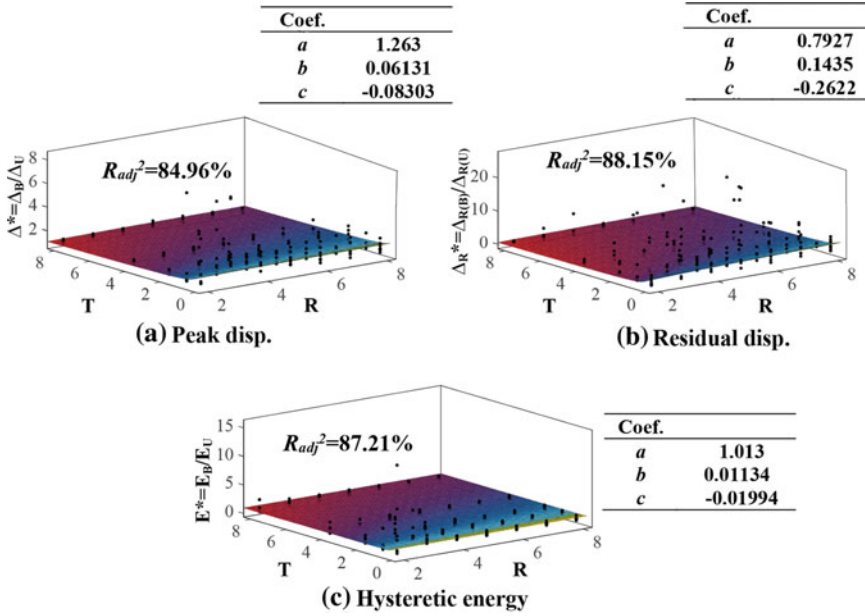 Coef.
a 1.263
b 0.06131
c -0.08303
Coef.
a 0.7927
b 0.1435
c -0.2622
R_adj^2=84.96%
Δ*=Δ_B/Δ_U
8
6
4
2
8 6 4 2 0
T
2 4 6 8
R
(a) Peak disp.
R_adj^2=88.15%
Δ_R*=Δ_R(B)/Δ_R(U)
20
10
0
8 6 4 2 0
T
2 4 6 8
R
(b) Residual disp.
R_adj^2=87.21%
E*=E_B/E_U
15
10
5
0
8 6 4 2 0
T
2 4 6 8
R
Coef.
a 1.013
b 0.01134
c -0.01994
(c) Hysteretic energy